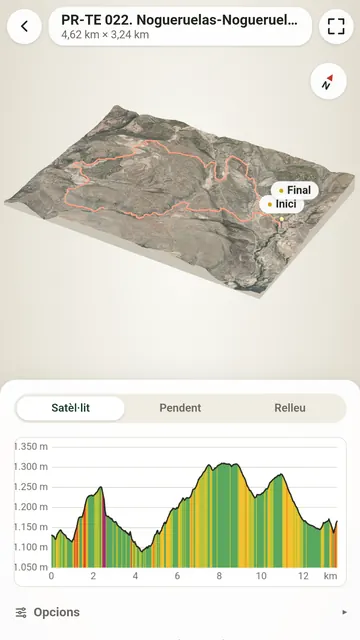 PR-TE 022. Nogueruelas-Nogueruel...
4,62 km × 3,24 km
N
Final
Inici
Satèl·lit
Pendent
Relleu
1.350 m
1.300 m
1.250 m
1.200 m
1.150 m
1.100 m
1.050 m
0 2 4 6 8 10 12 km
Opcions